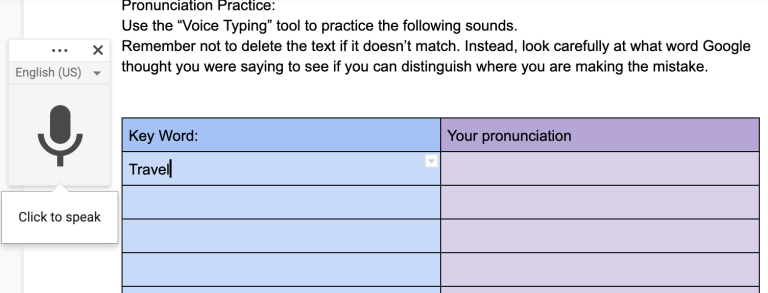 Pronunciation Practice:
Use the “Voice Typing” tool to practice the following sounds.
Remember not to delete the text if it doesn’t match. Instead, look carefully at what word Google
thought you were saying to see if you can distinguish where you are making the mistake.
English (US)
Click to speak
Key Word:
Your pronunciation
Travel